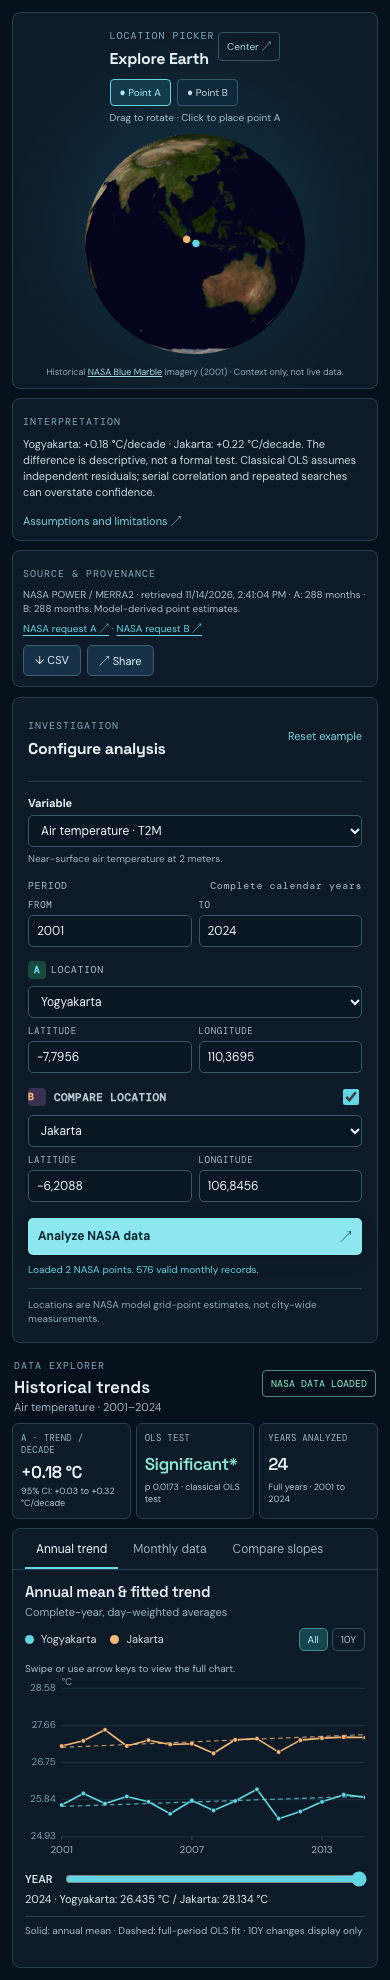 LOCATION PICKER
Explore Earth
Center ↗
● Point A
● Point B
Drag to rotate · Click to place point A
Historical NASA Blue Marble imagery (2001) · Context only, not live data.
INTERPRETATION
Yogyakarta: +0.18 °C/decade · Jakarta: +0.22 °C/decade. The
difference is descriptive, not a formal test. Classical OLS assumes
independent residuals; serial correlation and repeated searches
can overstate confidence.
Assumptions and limitations ↗
SOURCE & PROVENANCE
NASA POWER / MERRA2 · retrieved 11/14/2026, 2:41:04 PM · A: 288 months ·
B: 288 months. Model-derived point estimates.
NASA request A ↗ · NASA request B ↗
↓ CSV
↗ Share
INVESTIGATION
Configure analysis
Reset example
Variable
Air temperature · T2M
Near-surface air temperature at 2 meters.
PERIOD
Complete calendar years
FROM
TO
2001
2024
A LOCATION
Yogyakarta
LATITUDE
LONGITUDE
-7,7956
110,3695
B COMPARE LOCATION
Jakarta
LATITUDE
LONGITUDE
-6,2088
106,8456
Analyze NASA data ↗
Loaded 2 NASA points. 576 valid monthly records.
Locations are NASA model grid-point estimates, not city-wide
measurements.
DATA EXPLORER
Historical trends
Air temperature · 2001–2024
NASA DATA LOADED
A · TREND /
DECADE
+0.18 °C
95% CI: +0.03 to +0.32
°C/decade
OLS TEST
Significant*
p 0.0173 · classical OLS
test
YEARS ANALYZED
24
Full years · 2001 to
2024
Annual trend
Monthly data
Compare slopes
Annual mean & fitted trend
Complete-year, day-weighted averages
Yogyakarta
Jakarta
All
10Y
Swipe or use arrow keys to view the full chart.
°C
28.58
27.66
26.75
25.84
24.93
2001
2007
2013
YEAR
2024 · Yogyakarta: 26.435 °C / Jakarta: 28.134 °C
Solid: annual mean · Dashed: full-period OLS fit · 10Y changes display only